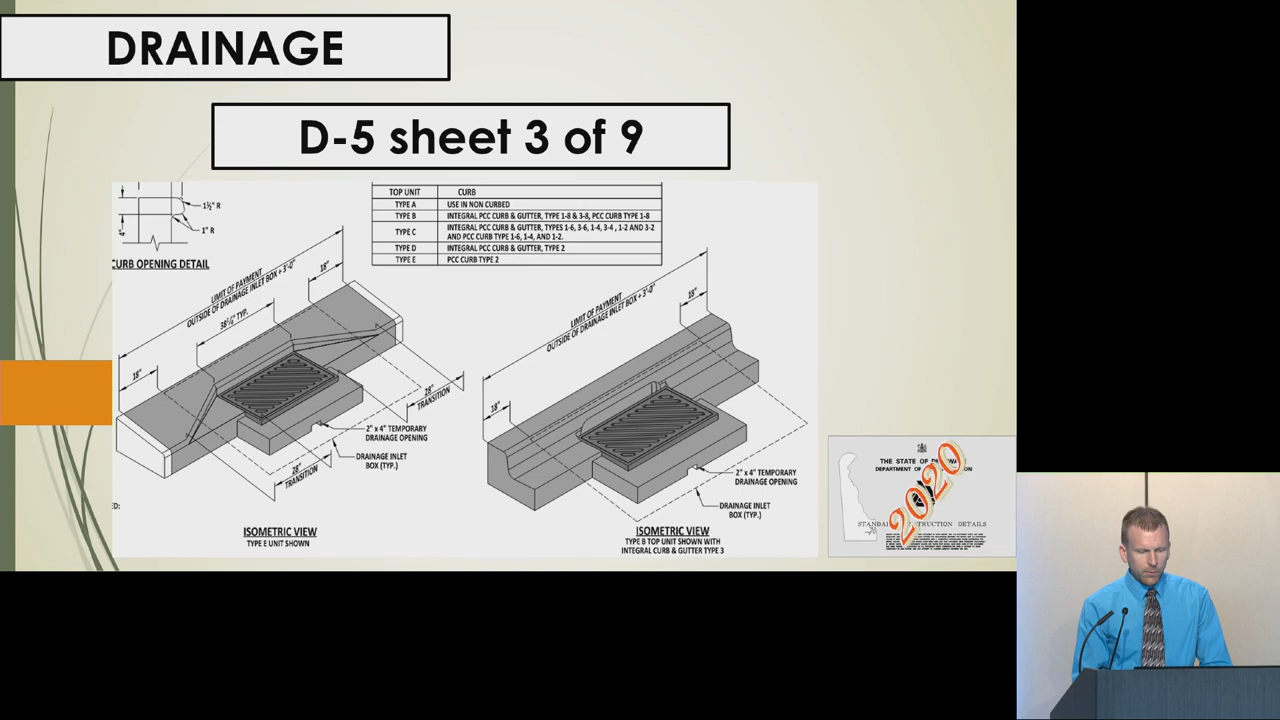 DRAINAGE
D-5 sheet 3 of 9
1½" R
1" R
4"
CURB OPENING DETAIL
TOP UNIT CURB
TYPE A USE IN NON CURBED
TYPE B INTEGRAL PCC CURB & GUTTER, TYPE 1-8 & 3-8, PCC CURB TYPE 1-8
TYPE C INTEGRAL PCC CURB & GUTTER, TYPES 1-6, 3-6, 1-4, 3-4 , 1-2 AND 3-2
AND PCC CURB TYPE 1-6, 1-4, AND 1-2.
TYPE D INTEGRAL PCC CURB & GUTTER, TYPE 2
TYPE E PCC CURB TYPE 2
LIMIT OF PAYMENT
OUTSIDE OF DRAINAGE INLET BOX + 3'-0"
18"
38¼" TYP.
18"
28"
TRANSITION
2" x 4" TEMPORARY
DRAINAGE OPENING
DRAINAGE INLET
BOX (TYP.)
28"
TRANSITION
ED:
ISOMETRIC VIEW
TYPE E UNIT SHOWN
LIMIT OF PAYMENT
OUTSIDE OF DRAINAGE INLET BOX + 3'-0"
18"
18"
2" x 4" TEMPORARY
DRAINAGE OPENING
DRAINAGE INLET
BOX (TYP.)
ISOMETRIC VIEW
TYPE B TOP UNIT SHOWN WITH
INTEGRAL CURB & GUTTER TYPE 3
THE STATE OF
DEPARTMENT OF
2020
DETAILS